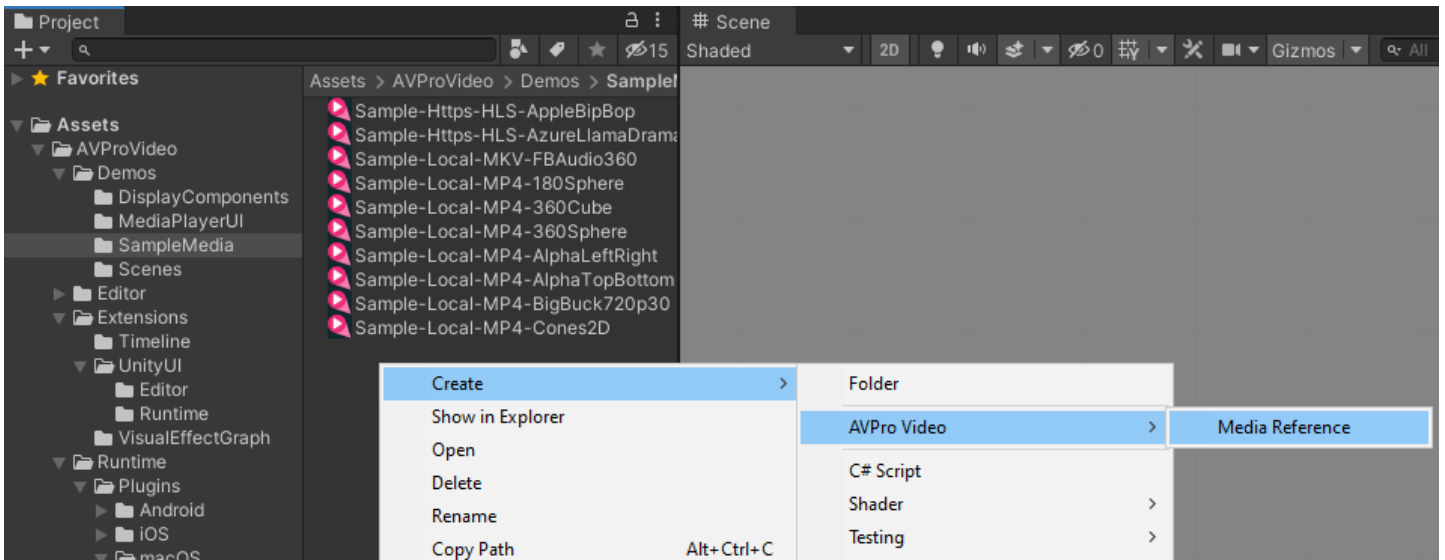 Project
# Scene
15
Shaded
2D
0
Gizmos
All
Favorites
Assets > AVProVideo > Demos > Sample
Assets
AVProVideo
Demos
DisplayComponents
MediaPlayerUI
SampleMedia
Scenes
Editor
Extensions
Timeline
UnityUI
Editor
Runtime
VisualEffectGraph
Runtime
Plugins
Android
iOS
macOS
Sample-Https-HLS-AppleBipBop
Sample-Https-HLS-AzureLlamaDrama
Sample-Local-MKV-FBAudio360
Sample-Local-MP4-180Sphere
Sample-Local-MP4-360Cube
Sample-Local-MP4-360Sphere
Sample-Local-MP4-AlphaLeftRight
Sample-Local-MP4-AlphaTopBottom
Sample-Local-MP4-BigBuck720p30
Sample-Local-MP4-Cones2D
Create >
Show in Explorer
Open
Delete
Rename
Copy Path Alt+Ctrl+C
Folder
AVPro Video >
C# Script
Shader >
Testing >
Media Reference